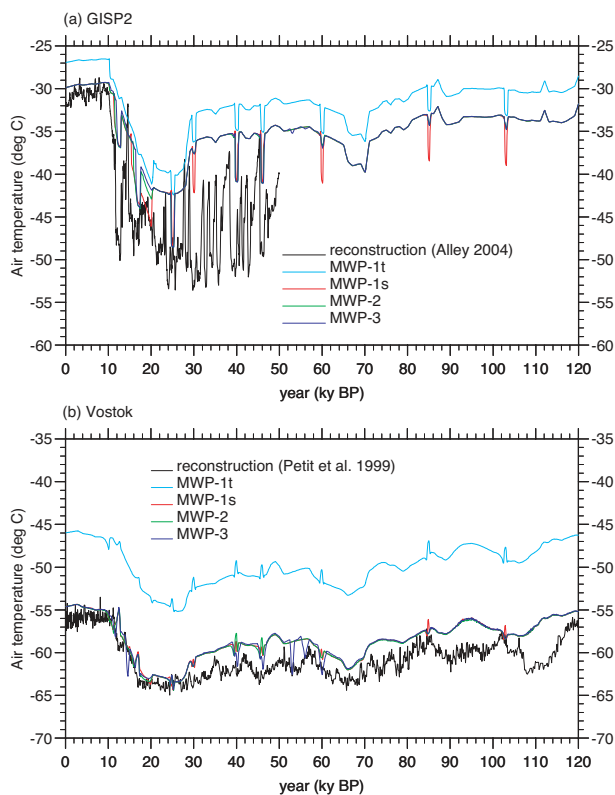 (a) GISP2
-25
-25
-30
-30
-35
-35
-40
-40
-45
-45
-50
-50
-55
-55
-60
-60
Air temperature (deg C)
reconstruction (Alley 2004)
MWP-1t
MWP-1s
MWP-2
MWP-3
0 10 20 30 40 50 60 70 80 90 100 110 120
year (ky BP)
(b) Vostok
-35
-35
-40
-40
-45
-45
-50
-50
-55
-55
-60
-60
-65
-65
-70
-70
Air temperature (deg C)
reconstruction (Petit et al. 1999)
MWP-1t
MWP-1s
MWP-2
MWP-3
0 10 20 30 40 50 60 70 80 90 100 110 120
year (ky BP)